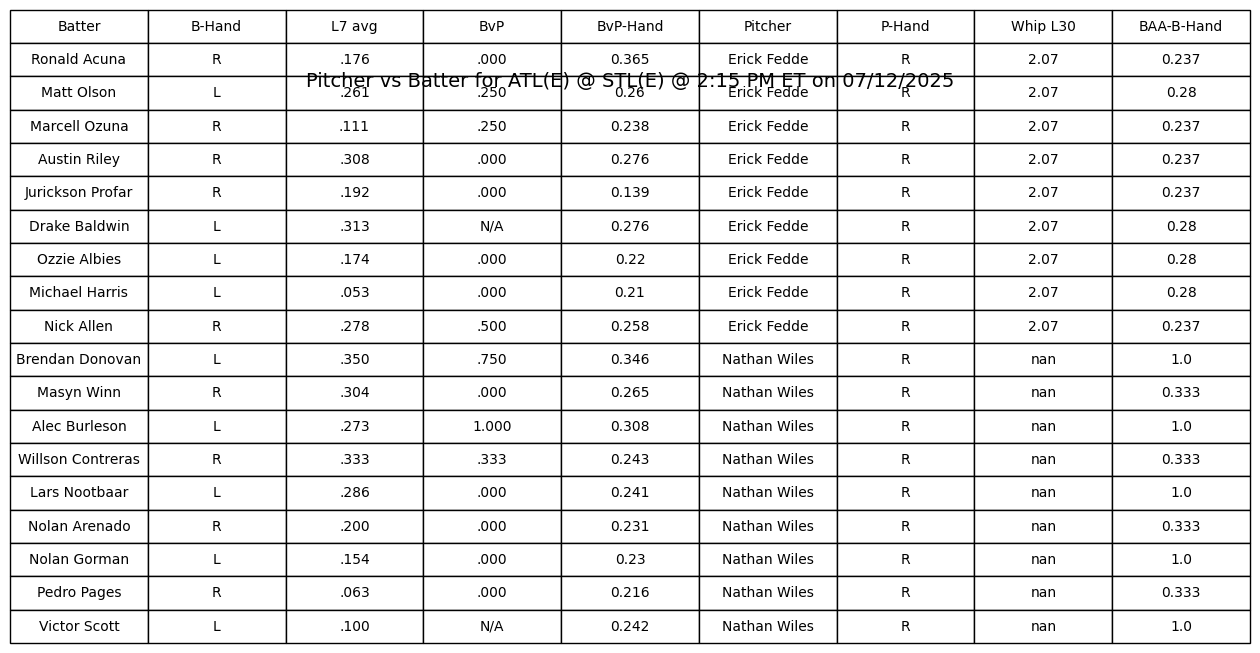 Batter B-Hand L7 avg BvP BvP-Hand Pitcher P-Hand Whip L30 BAA-B-Hand
Ronald Acuna R .176 .000 0.365 Erick Fedde R 2.07 0.237
Pitcher vs Batter for ATL(E) @ STL(E) @ 2:15 PM ET on 07/12/2025
Matt Olson L .261 .250 0.26 Erick Fedde R 2.07 0.28
Marcell Ozuna R .111 .250 0.238 Erick Fedde R 2.07 0.237
Austin Riley R .308 .000 0.276 Erick Fedde R 2.07 0.237
Jurickson Profar R .192 .000 0.139 Erick Fedde R 2.07 0.237
Drake Baldwin L .313 N/A 0.276 Erick Fedde R 2.07 0.28
Ozzie Albies L .174 .000 0.22 Erick Fedde R 2.07 0.28
Michael Harris L .053 .000 0.21 Erick Fedde R 2.07 0.28
Nick Allen R .278 .500 0.258 Erick Fedde R 2.07 0.237
Brendan Donovan L .350 .750 0.346 Nathan Wiles R nan 1.0
Masyn Winn R .304 .000 0.265 Nathan Wiles R nan 0.333
Alec Burleson L .273 1.000 0.308 Nathan Wiles R nan 1.0
Willson Contreras R .333 .333 0.243 Nathan Wiles R nan 0.333
Lars Nootbaar L .286 .000 0.241 Nathan Wiles R nan 1.0
Nolan Arenado R .200 .000 0.231 Nathan Wiles R nan 0.333
Nolan Gorman L .154 .000 0.23 Nathan Wiles R nan 1.0
Pedro Pages R .063 .000 0.216 Nathan Wiles R nan 0.333
Victor Scott L .100 N/A 0.242 Nathan Wiles R nan 1.0